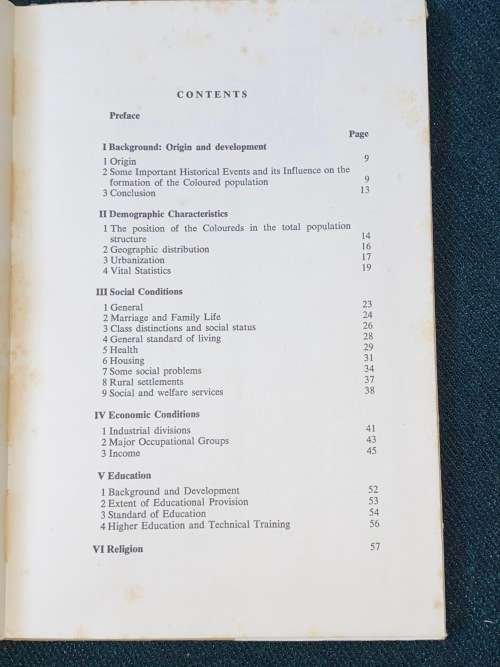 CONTENTS
Preface
Page
I Background: Origin and development
1 Origin 9
2 Some Important Historical Events and its Influence on the
formation of the Coloured population 9
3 Conclusion 13
II Demographic Characteristics
1 The position of the Coloureds in the total population
structure 14
2 Geographic distribution 16
3 Urbanization 17
4 Vital Statistics 19
III Social Conditions
1 General 23
2 Marriage and Family Life 24
3 Class distinctions and social status 26
4 General standard of living 28
5 Health 29
6 Housing 31
7 Some social problems 34
8 Rural settlements 37
9 Social and welfare services 38
IV Economic Conditions
1 Industrial divisions 41
2 Major Occupational Groups 43
3 Income 45
V Education
1 Background and Development 52
2 Extent of Educational Provision 53
3 Standard of Education 54
4 Higher Education and Technical Training 56
VI Religion 57